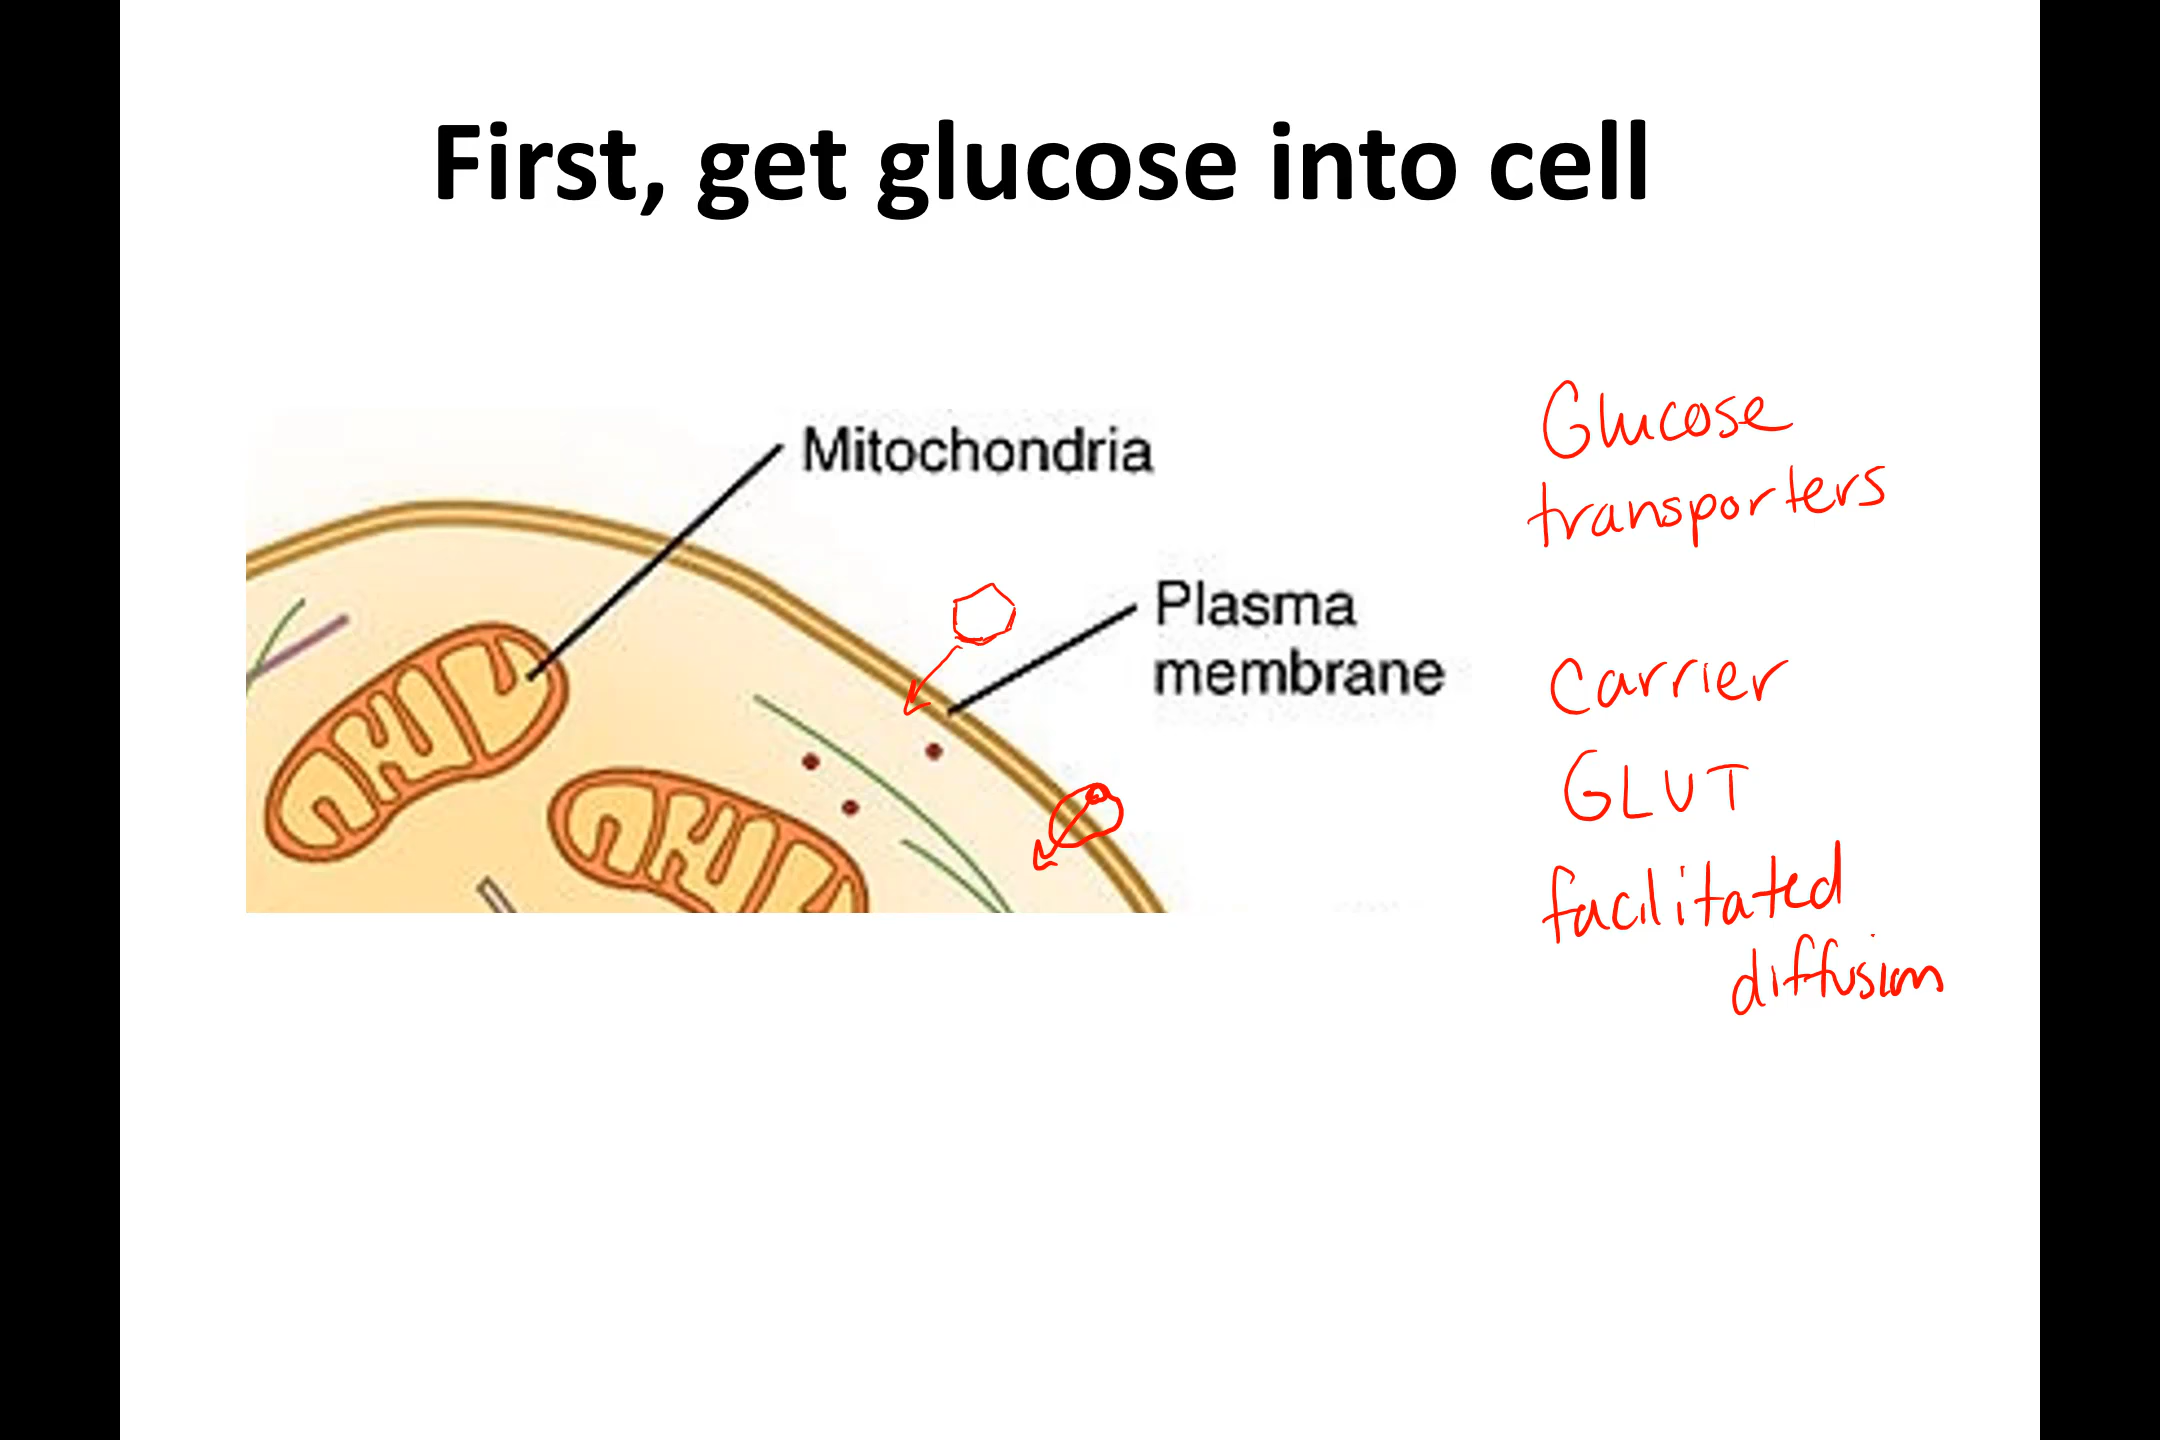 First, get glucose into cell
Mitochondria
Plasma
membrane
Glucose
transporters
Carrier
GLUT
facilitated
diffusion